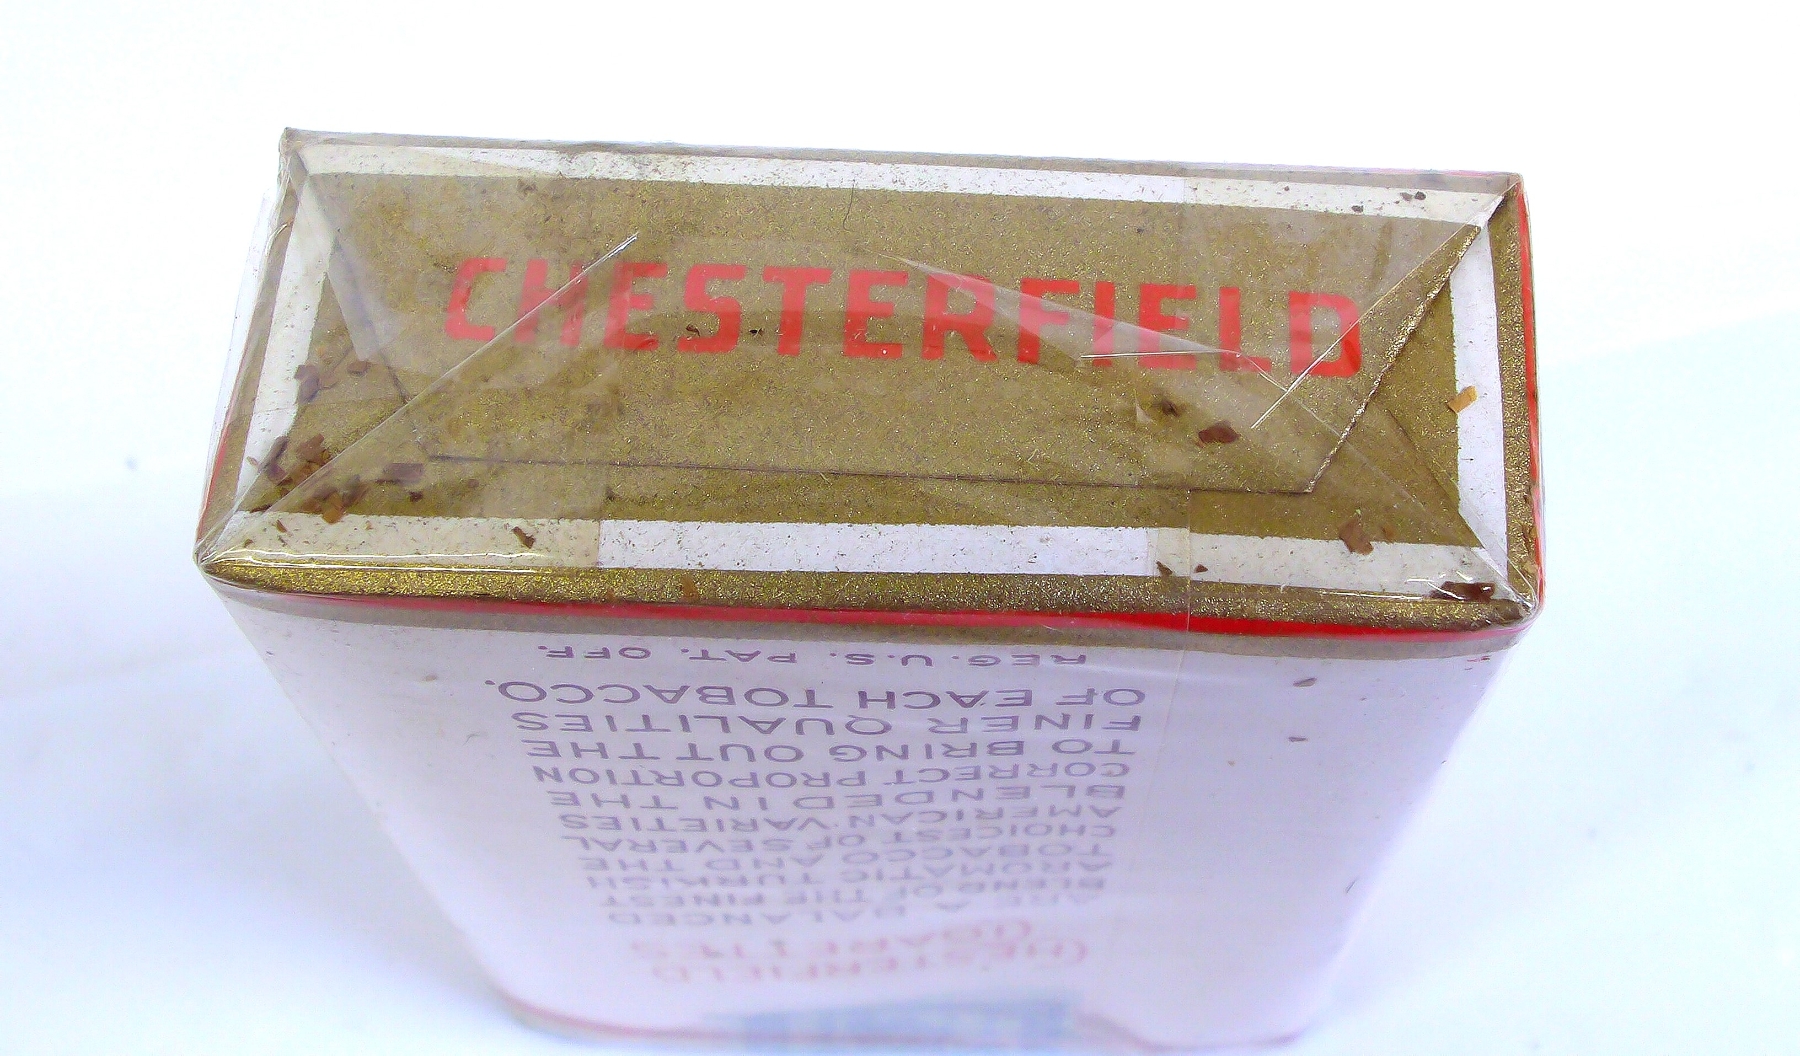 CHESTERFIELD
CHESTERFIELD
CIGARETTES
ARE A BALANCED
BLEND OF THE FINEST
AROMATIC TURKISH
TOBACCO AND THE
CHOICEST OF SEVERAL
AMERICAN VARIETIES
BLENDED IN THE
CORRECT PROPORTION
TO BRING OUT THE
FINER QUALITIES
OF EACH TOBACCO.
REG. U.S. PAT. OFF.